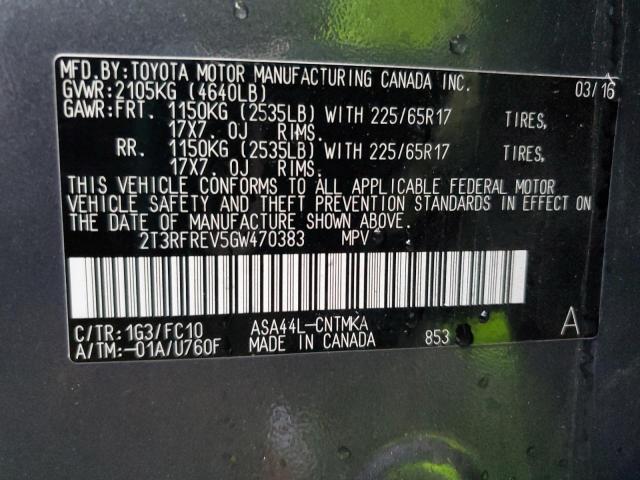 MFD.BY:TOYOTA MOTOR MANUFACTURING CANADA INC. 03/16
GVWR:2105KG (4640LB)
GAWR:FRT. 1150KG (2535LB) WITH 225/65R17 TIRES,
17X7.0J RIMS.
RR. 1150KG (2535LB) WITH 225/65R17 TIRES,
17X7.0J RIMS.
THIS VEHICLE CONFORMS TO ALL APPLICABLE FEDERAL MOTOR
VEHICLE SAFETY AND THEFT PREVENTION STANDARDS IN EFFECT ON
THE DATE OF MANUFACTURE SHOWN ABOVE.
2T3RFREV5GW470383 MPV
C/TR:1G3/FC10 ASA44L-CNTMKA A
A/TM:-01A/U760F MADE IN CANADA 853